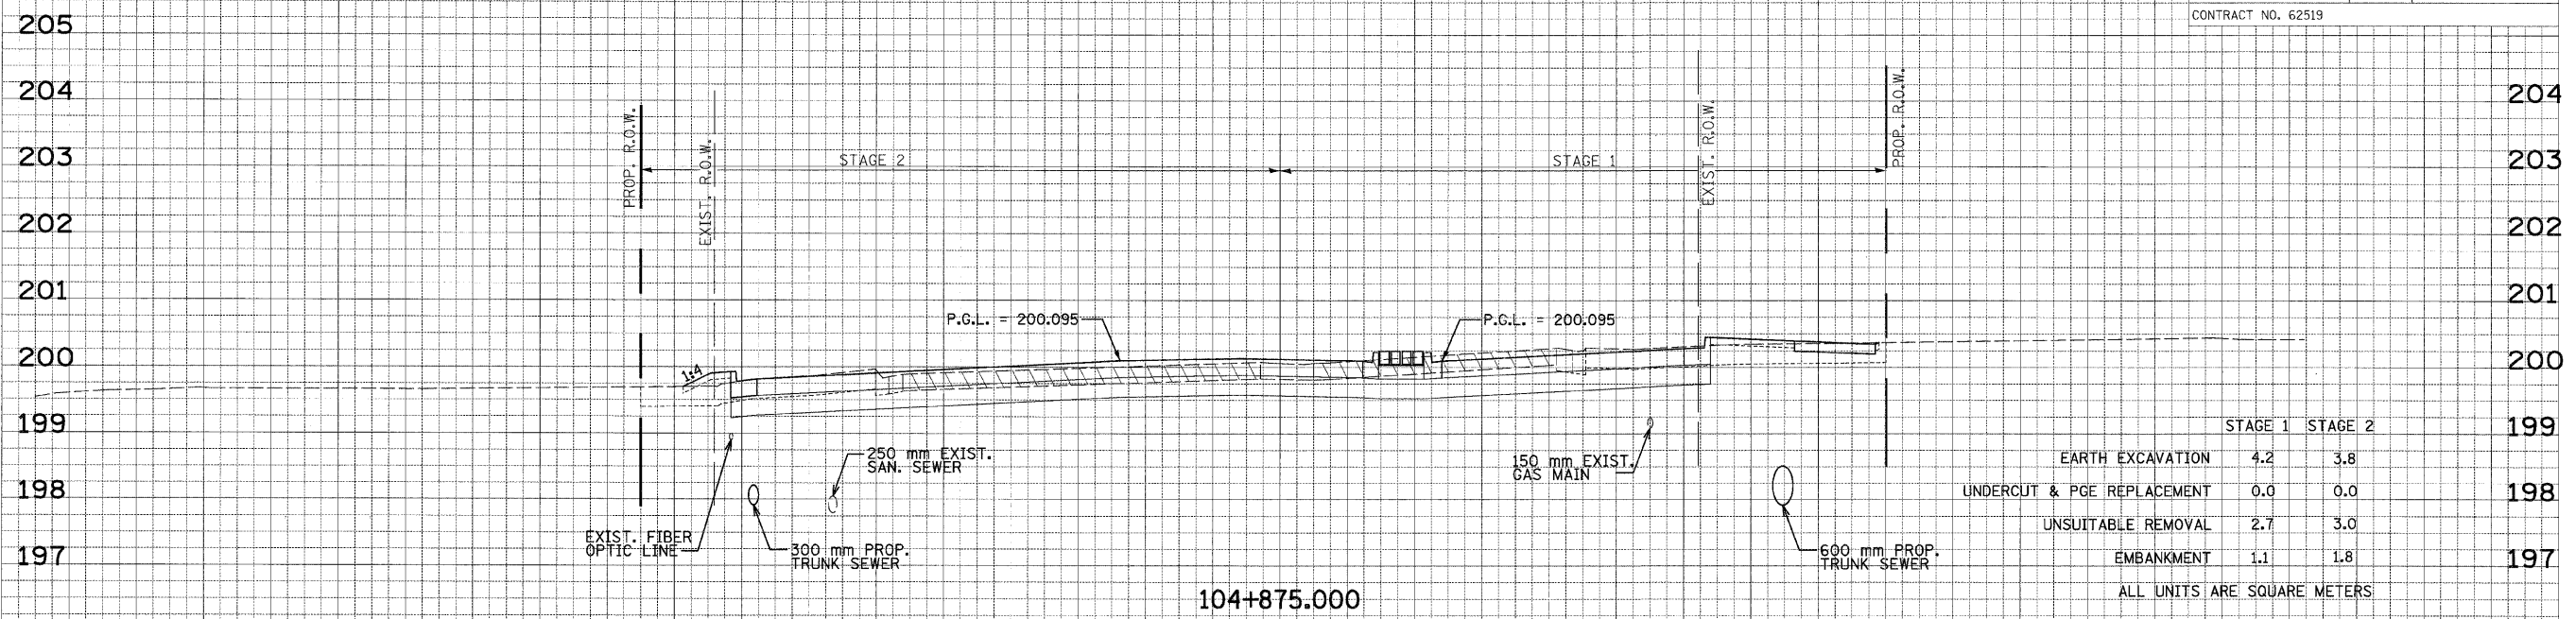 CONTRACT NO. 62519
205
204
204
203
203
202
202
201
201
200
200
199
199
198
198
197
197
PROP. R.O.W.
EXIST. R.O.W.
STAGE 2
STAGE 1
EXIST. R.O.W.
PROP. R.O.W.
P.G.L. = 200.095
P.G.L. = 200.095
1:4
250 mm EXIST.
SAN. SEWER
150 mm EXIST.
GAS MAIN
EXIST. FIBER
OPTIC LINE
300 mm PROP.
TRUNK SEWER
600 mm PROP.
TRUNK SEWER
STAGE 1 STAGE 2
EARTH EXCAVATION 4.2 3.8
UNDERCUT & PGE REPLACEMENT 0.0 0.0
UNSUITABLE REMOVAL 2.7 3.0
EMBANKMENT 1.1 1.8
ALL UNITS ARE SQUARE METERS
104+875.000